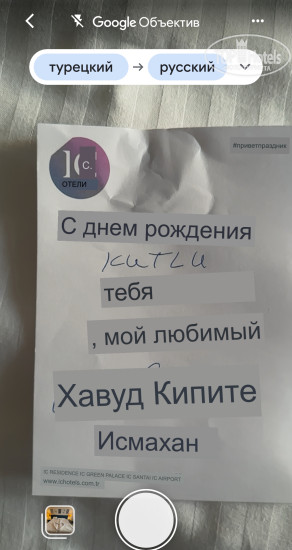 Google Объектив
турецкий → русский
#приветпраздник
IC.
ОТЕЛИ
С днем рождения
KUTLU
тебя
, мой любимый
Хавуд Кипите
Исмахан
IC RESIDENCE IC GREEN PALACE IC SANTAI IC AIRPORT
www.ichotels.com.tr